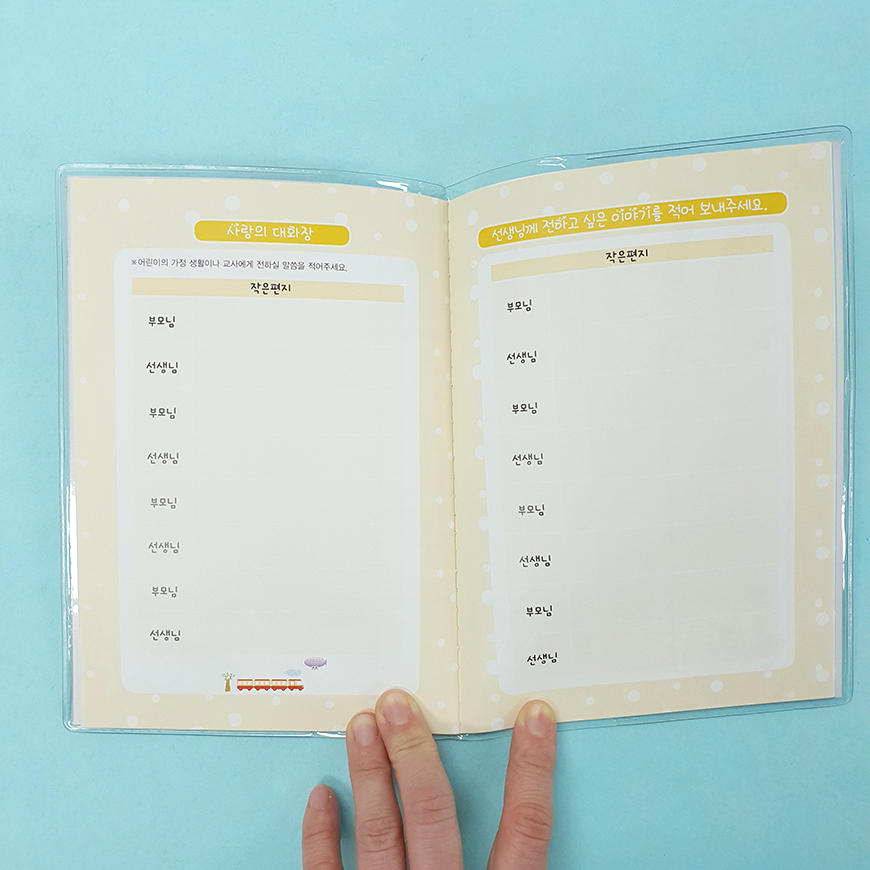 사랑의 대화장
※어린이의 가정 생활이나 교사에게 전하실 말씀을 적어주세요.
작은편지
부모님
선생님
부모님
선생님
부모님
선생님
부모님
선생님
선생님께 전하고 싶은 이야기를 적어 보내주세요.
작은편지
부모님
선생님
부모님
선생님
부모님
선생님
부모님
선생님